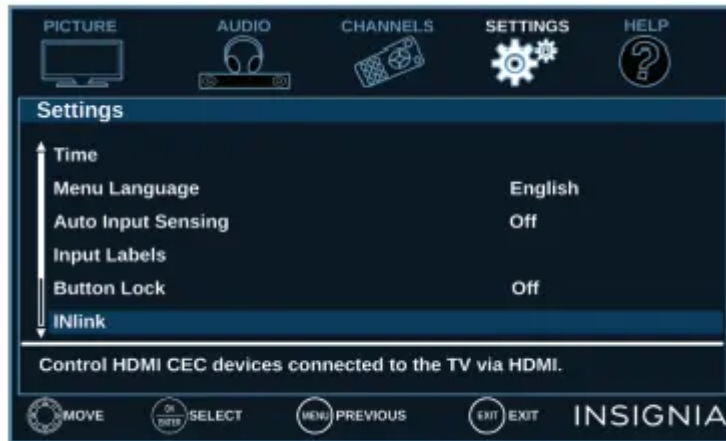 PICTURE AUDIO CHANNELS SETTINGS HELP
Settings
Time
Menu Language English
Auto Input Sensing Off
Input Labels
Button Lock Off
INlink
Control HDMI CEC devices connected to the TV via HDMI.
MOVE OK ENTER SELECT MENU PREVIOUS EXIT EXIT INSIGNIA